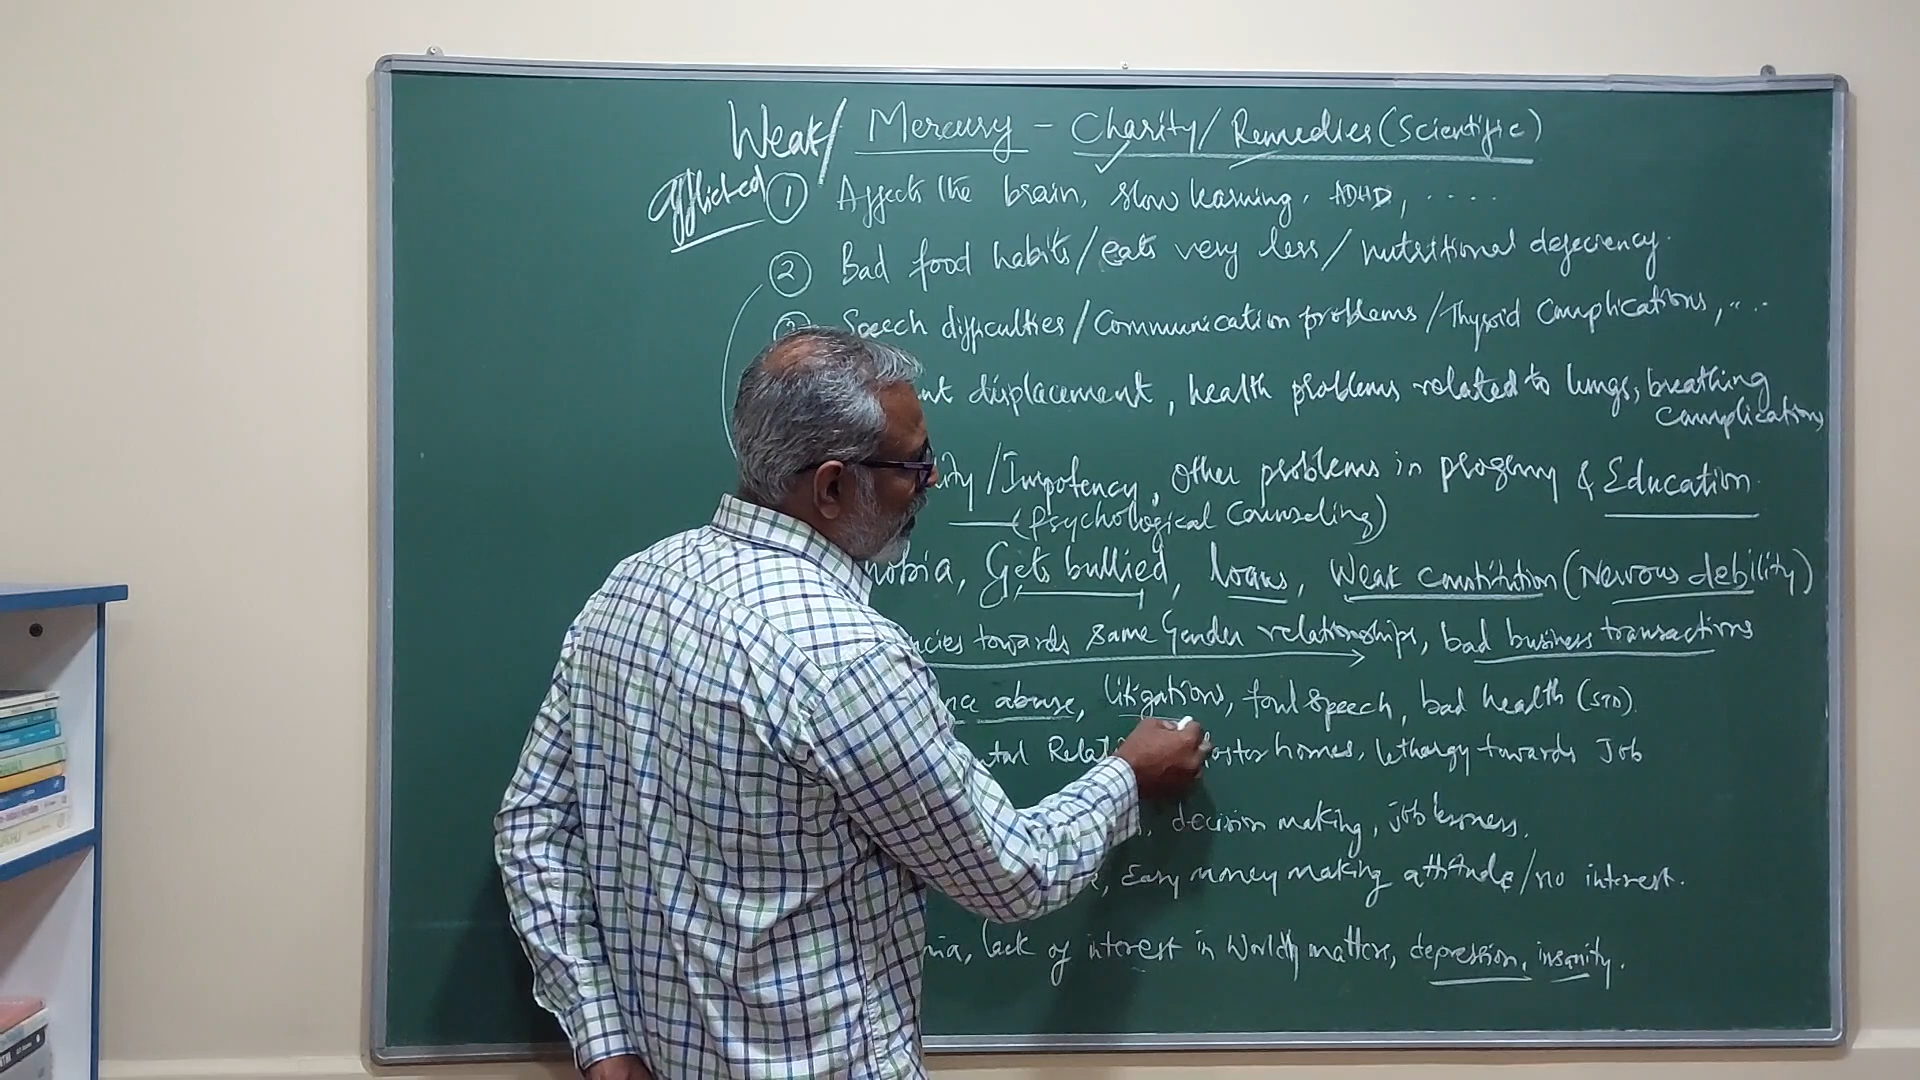 Weak/ Mercury - Charity/Remedies (Scientific)
afflicted
① Affects the brain, slow learning. ADHD, ....
② Bad food habits/eats very less/nutritional deficiency.
Speech difficulties/Communication problems/Thyroid Complications, ...
displacement, health problems related to lungs, breathing
complications
/Impotency, Other problems in progeny & Education
(Psychological Counseling)
Gets bullied, loans, Weak constitution (Nervous debility)
towards same Gender relationships, bad business transactions
abuse, litigations, foul speech, bad health (STD).
homes, lethargy towards Job
decision making, joblessness.
Easy money making attitude/no interest.
lack of interest in Worldly matters, depression, insanity.